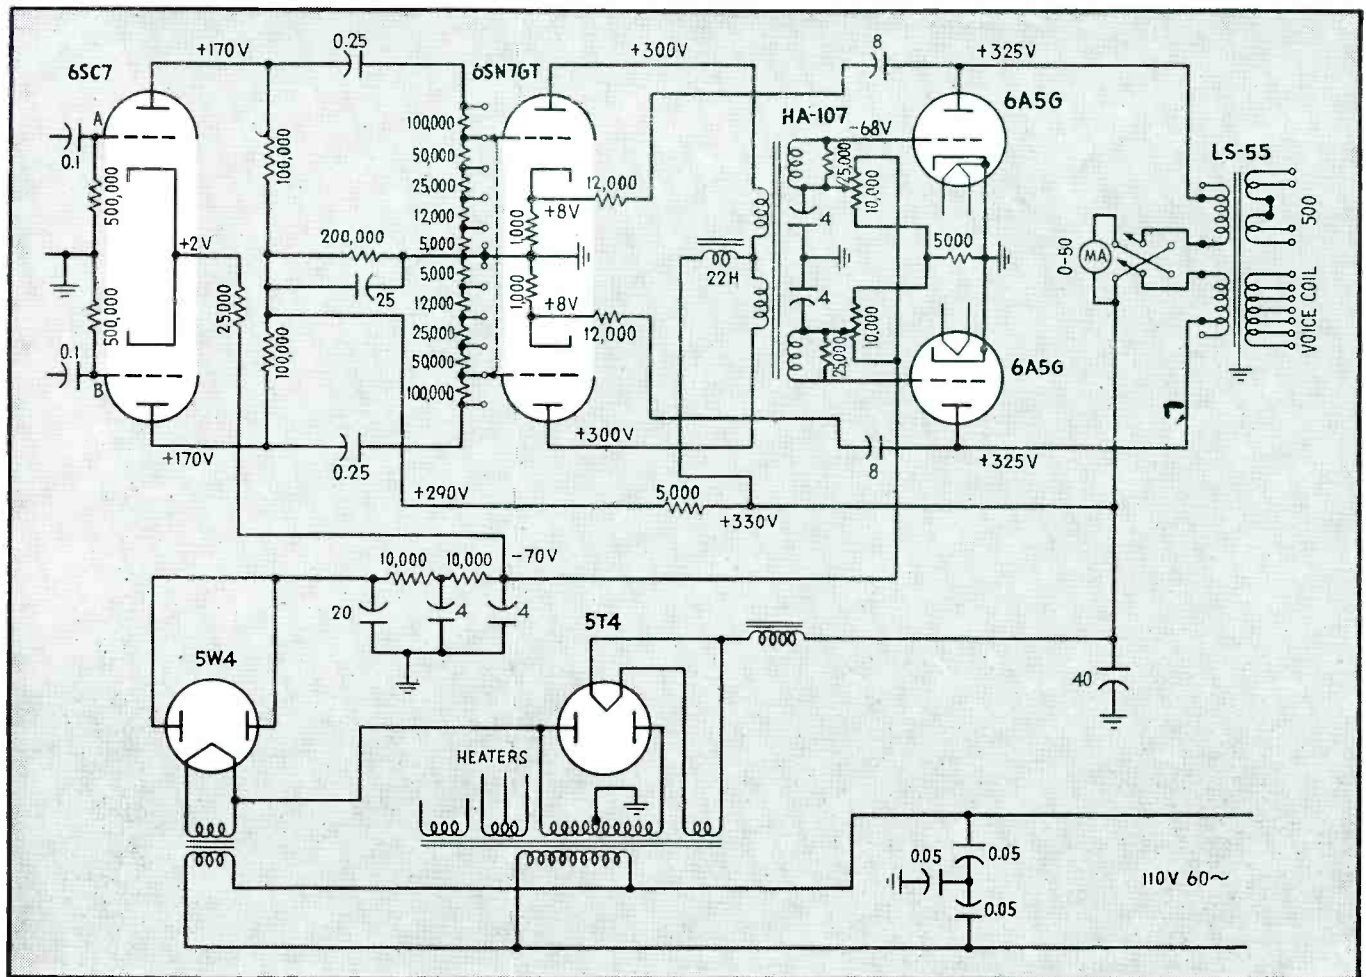 +170V
0.25
6SN7GT
+300V
8
+325V
6SC7
6A5G
HA-107
-68V
A
0.1
500,000
100,000
100,000
50,000
25,000
12,000
5,000
5,000
12,000
25,000
50,000
100,000
12,000
+8V
1,000
1,000
+8V
12,000
25,000
10,000
4
5000
4
10,000
25,000
LS-55
500
0-50
MA
VOICE COIL
+2V
200,000
25
22H
25,000
500,000
100,000
0.1
B
6A5G
+170V
0.25
+300V
8
+325V
+290V
5,000
+330V
10,000
10,000
-70V
20
4
4
5W4
5T4
40
HEATERS
0.05
0.05
0.05
110V 60~